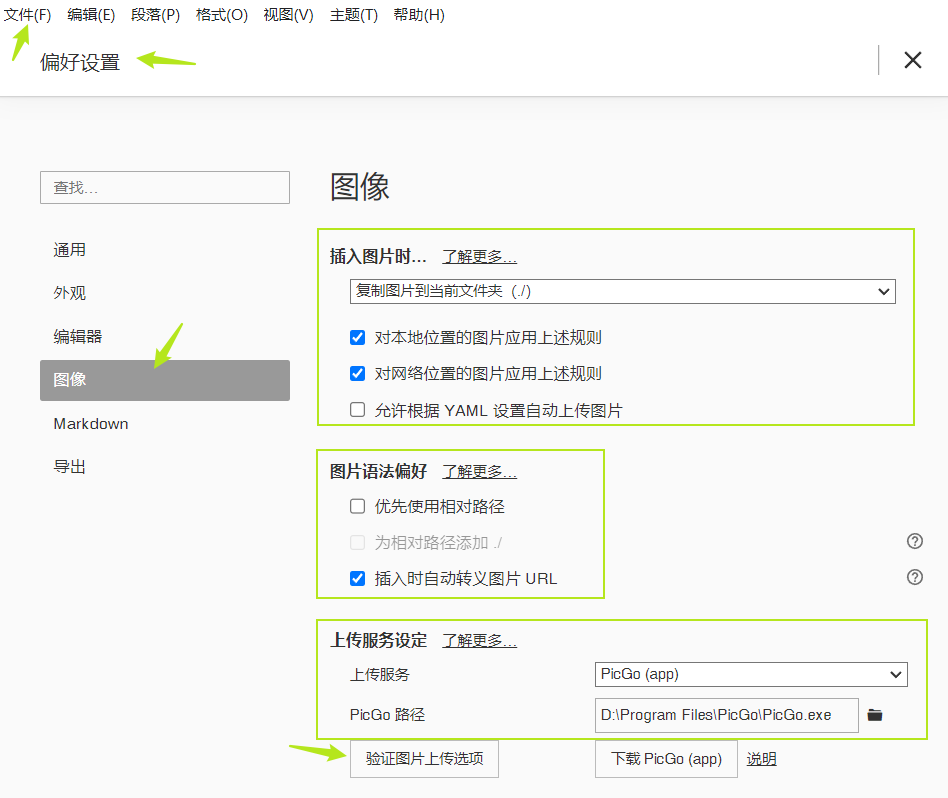 文件(F) 编辑(E) 段落(P) 格式(O) 视图(V) 主题(T) 帮助(H)
偏好设置
查找...
通用
外观
编辑器
图像
Markdown
导出
图像
插入图片时... 了解更多...
复制图片到当前文件夹 (./)
对本地位置的图片应用上述规则
对网络位置的图片应用上述规则
允许根据 YAML 设置自动上传图片
图片语法偏好 了解更多...
优先使用相对路径
为相对路径添加 ./
插入时自动转义图片 URL
上传服务设定 了解更多...
上传服务 PicGo (app)
PicGo 路径 D:\Program Files\PicGo\PicGo.exe
验证图片上传选项 下载 PicGo (app) 说明